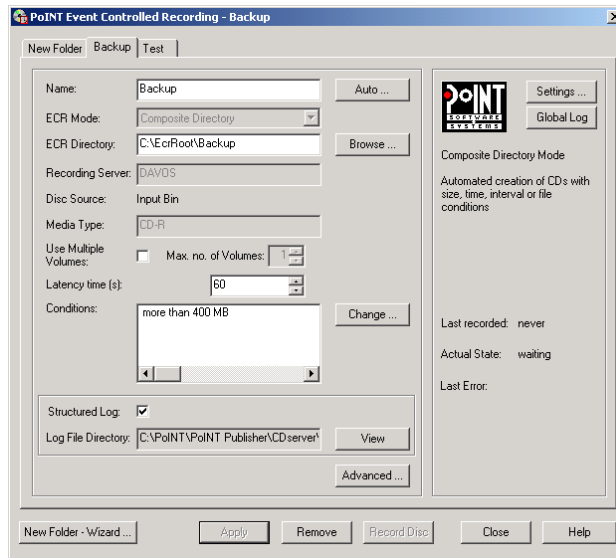 PoINT Event Controlled Recording - Backup
New Folder Backup Test
Name: Backup Auto ...
ECR Mode: Composite Directory
ECR Directory: C:\EcrRoot\Backup Browse ...
Recording Server: DAVOS
Disc Source: Input Bin
Media Type: CD-R
Use Multiple
Volumes: Max. no. of Volumes: 1
Latency time (s): 60
Conditions: more than 400 MB Change ...
Structured Log:
Log File Directory: C:\PoINT\PoINT Publisher\CDserver\ View
Advanced ...
PoINT
SOFTWARE
SYSTEMS
Settings ...
Global Log
Composite Directory Mode
Automated creation of CDs with
size, time, interval or file
conditions
Last recorded: never
Actual State: waiting
Last Error:
New Folder - Wizard ... Apply Remove Record Disc Close Help